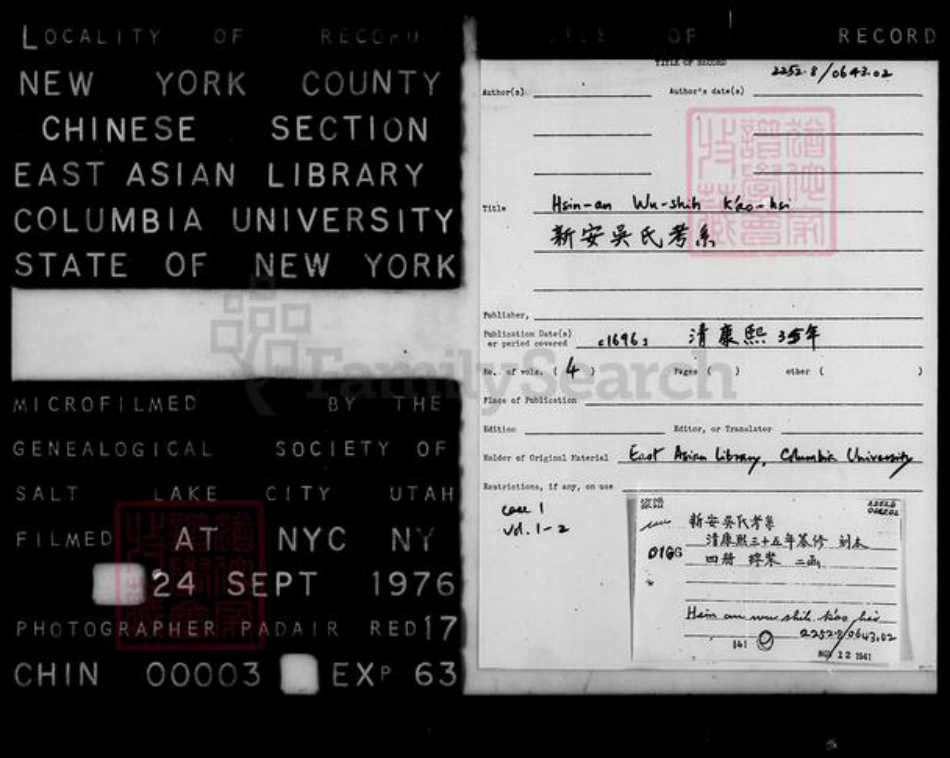 LOCALITY OF RECORD
NEW YORK COUNTY
CHINESE SECTION
EAST ASIAN LIBRARY
COLUMBIA UNIVERSITY
STATE OF NEW YORK
MICROFILMED BY THE
GENEALOGICAL SOCIETY OF
SALT LAKE CITY UTAH
FILMED AT NYC NY
24 SEPT 1976
PHOTOGRAPHER PADAIR RED 17
CHIN 00003 EXP 63
OF RECORD
TITLE OF RECORD
2252.8/0643.02
Author(s) Author's date(s)
Title Hsin-an Wu-shih k'ao-hsi
新安吳氏考系
Publisher,
Publication Date(s)
or period covered c1696 清康熙35年
No. of vols. ( 4 ) Pages ( ) other ( )
Place of Publication
Edition Editor, or Translator
Holder of Original Material East Asian Library, Columbia University
Restrictions, if any, on use
case 1
vol. 1-2
新安吳氏考系
清康熙三十五年纂修 刻本
四冊 二函
Hsin an wu shih k'ao hsi
2252.8/0643.02
141
NOV 12 1941
FamilySearch